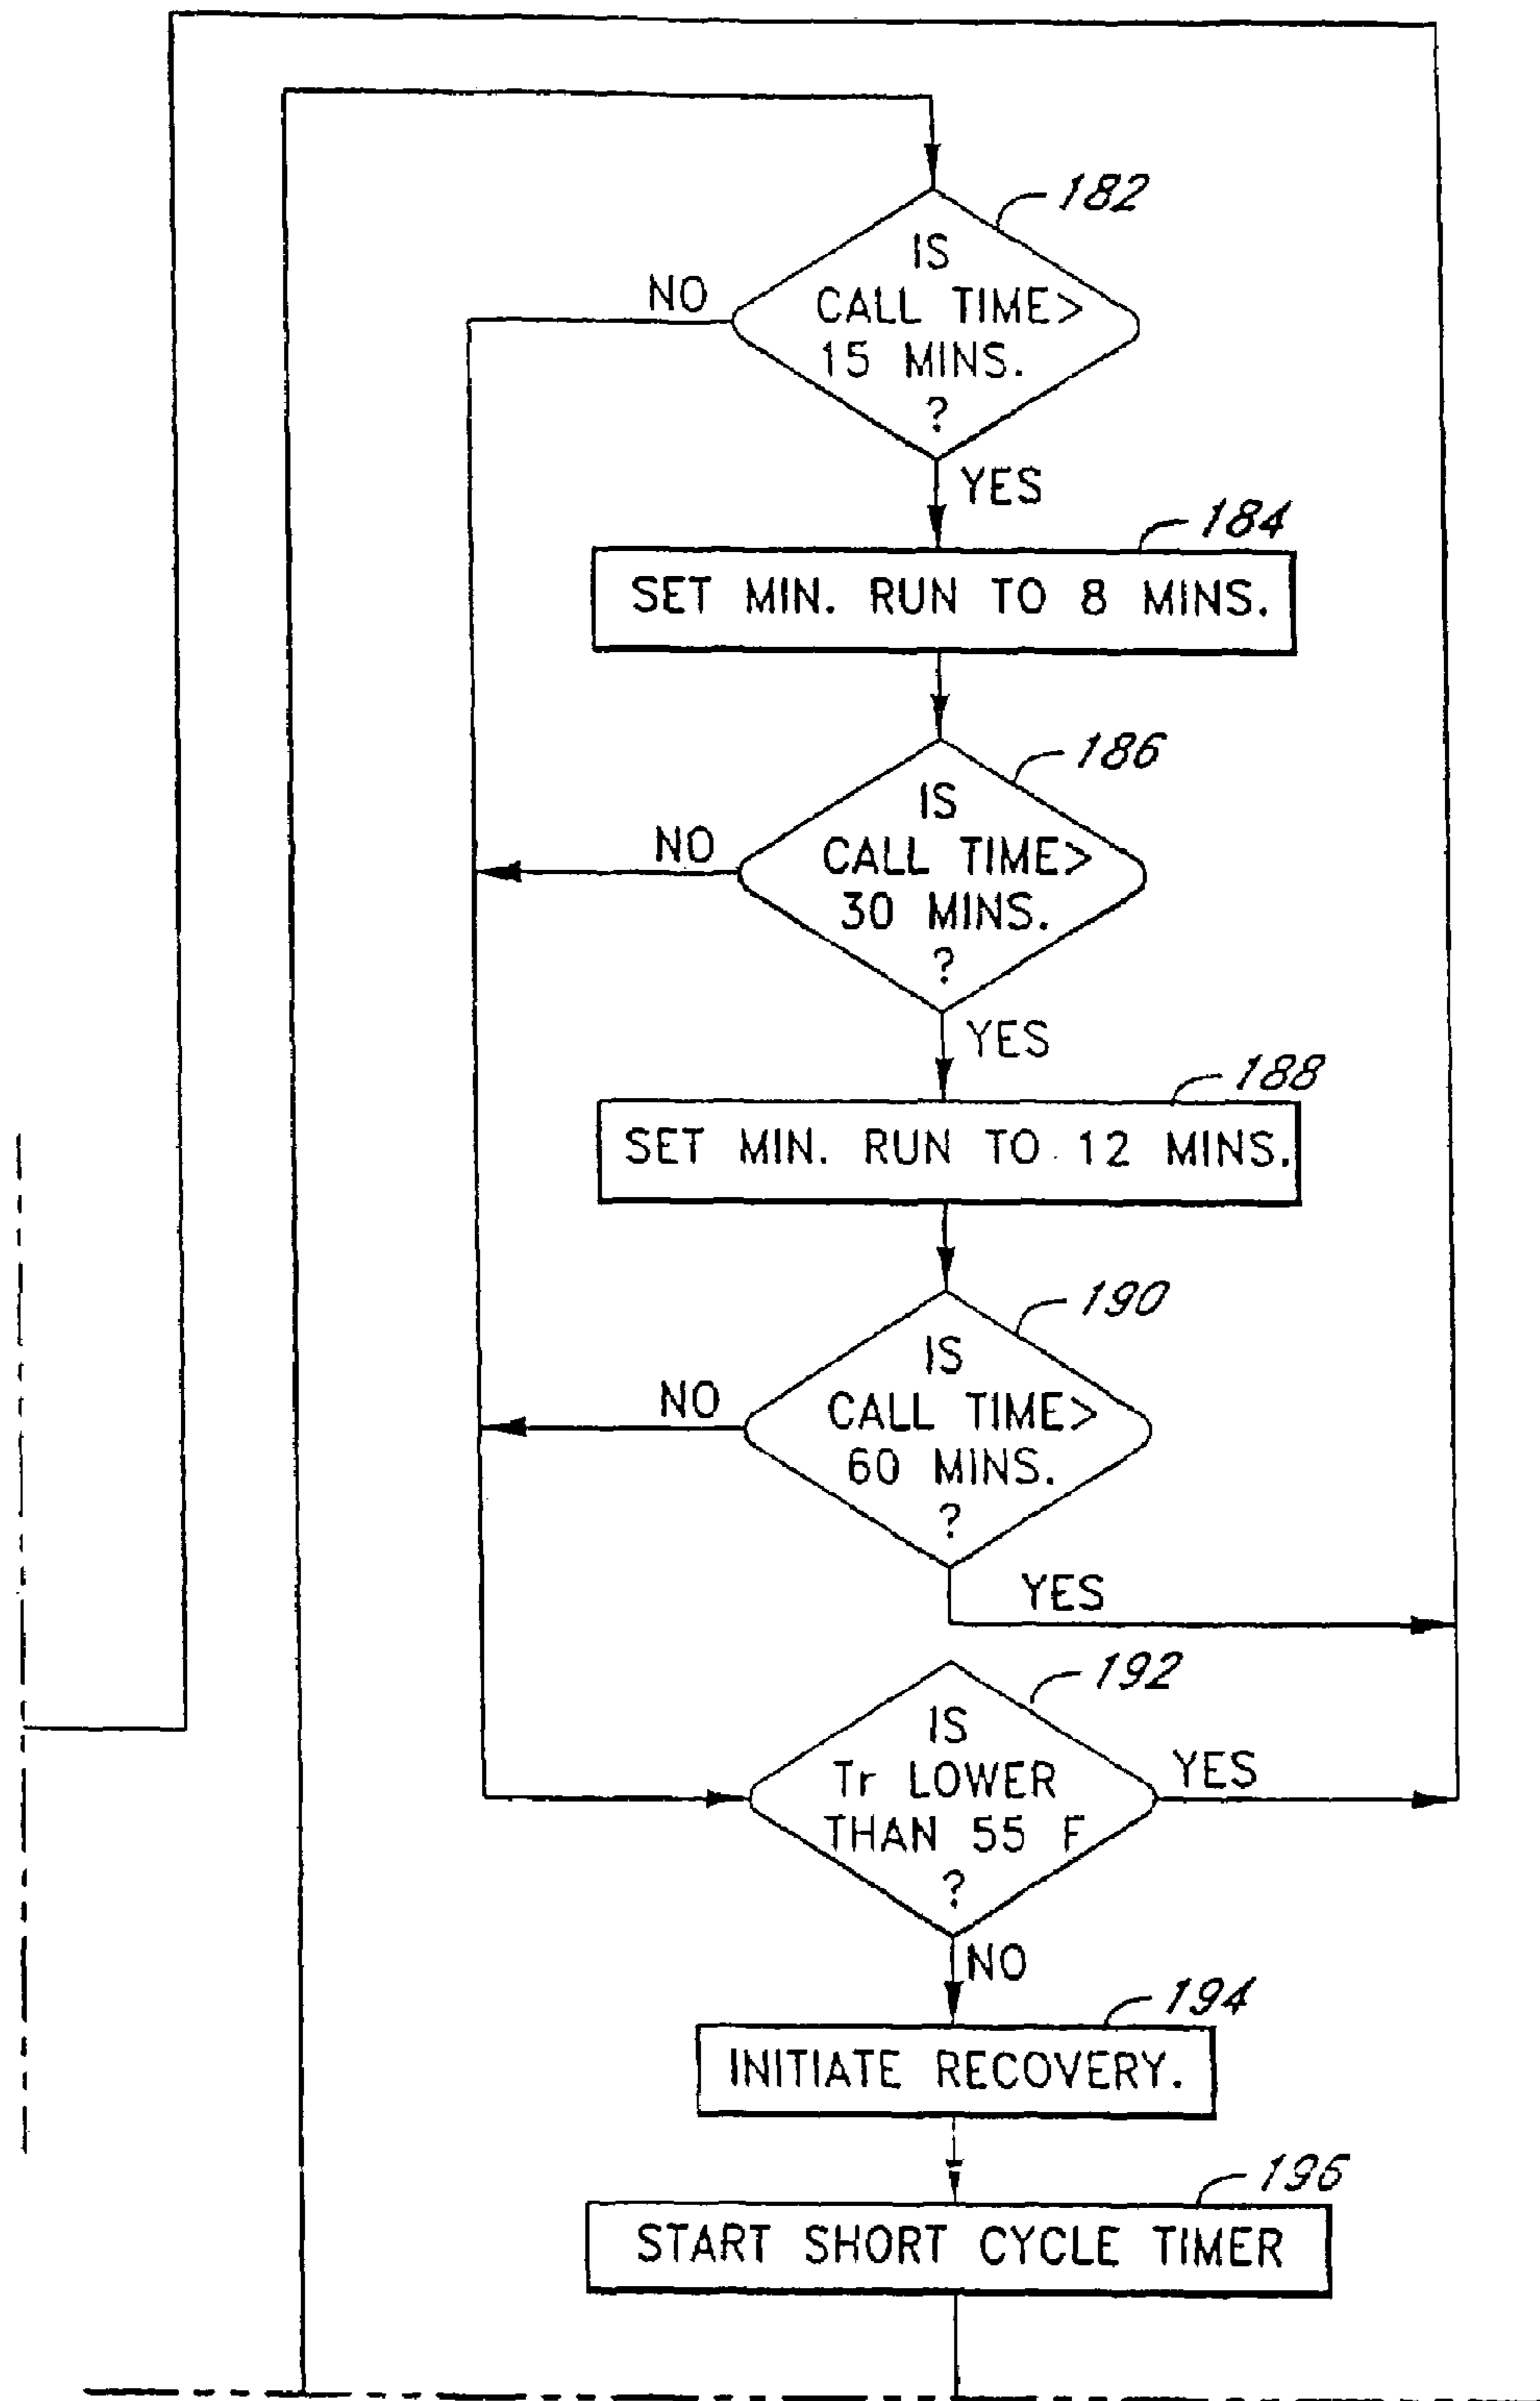 182
IS
CALL TIME>
15 MINS.
?
NO
YES
184
SET MIN. RUN TO 8 MINS.
186
IS
CALL TIME>
30 MINS.
?
NO
YES
188
SET MIN. RUN TO 12 MINS.
190
IS
CALL TIME>
60 MINS.
?
NO
YES
192
IS
Tr LOWER
THAN 55 F
?
YES
NO
194
INITIATE RECOVERY.
196
START SHORT CYCLE TIMER